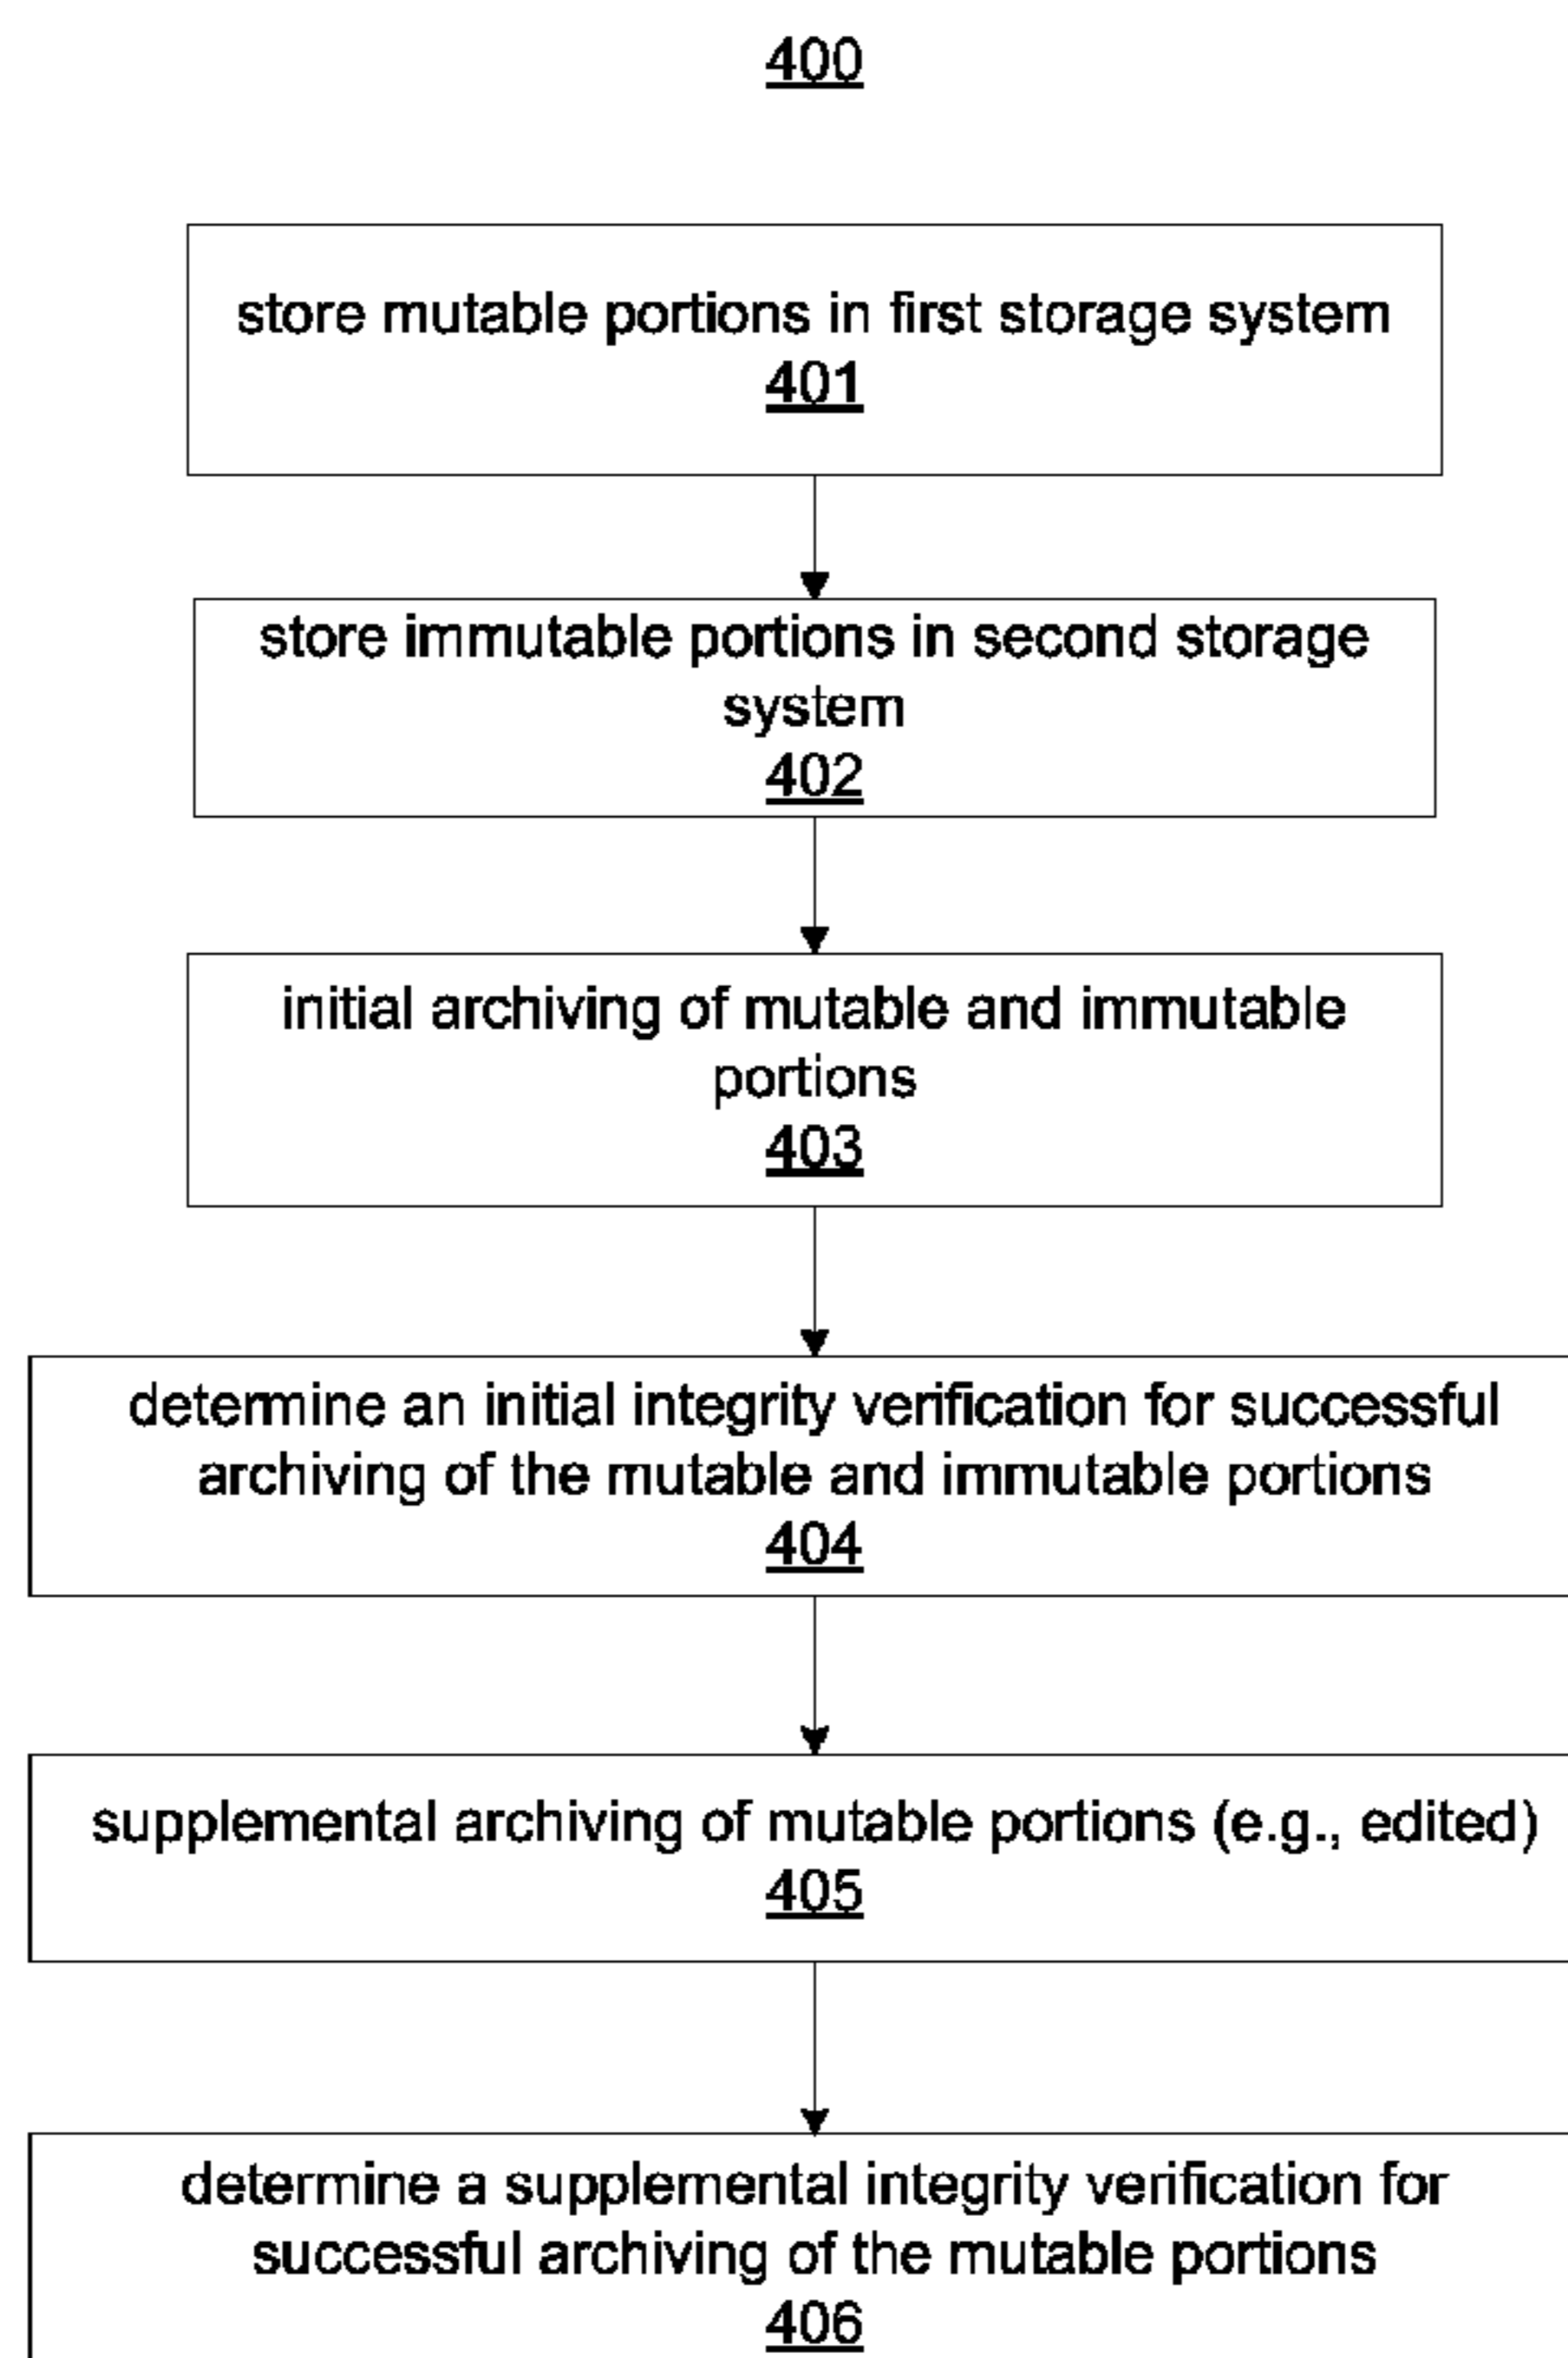 400
store mutable portions in first storage system
401
store immutable portions in second storage
system
402
initial archiving of mutable and immutable
portions
403
determine an initial integrity verification for successful
archiving of the mutable and immutable portions
404
supplemental archiving of mutable portions (e.g., edited)
405
determine a supplemental integrity verification for
successful archiving of the mutable portions
406